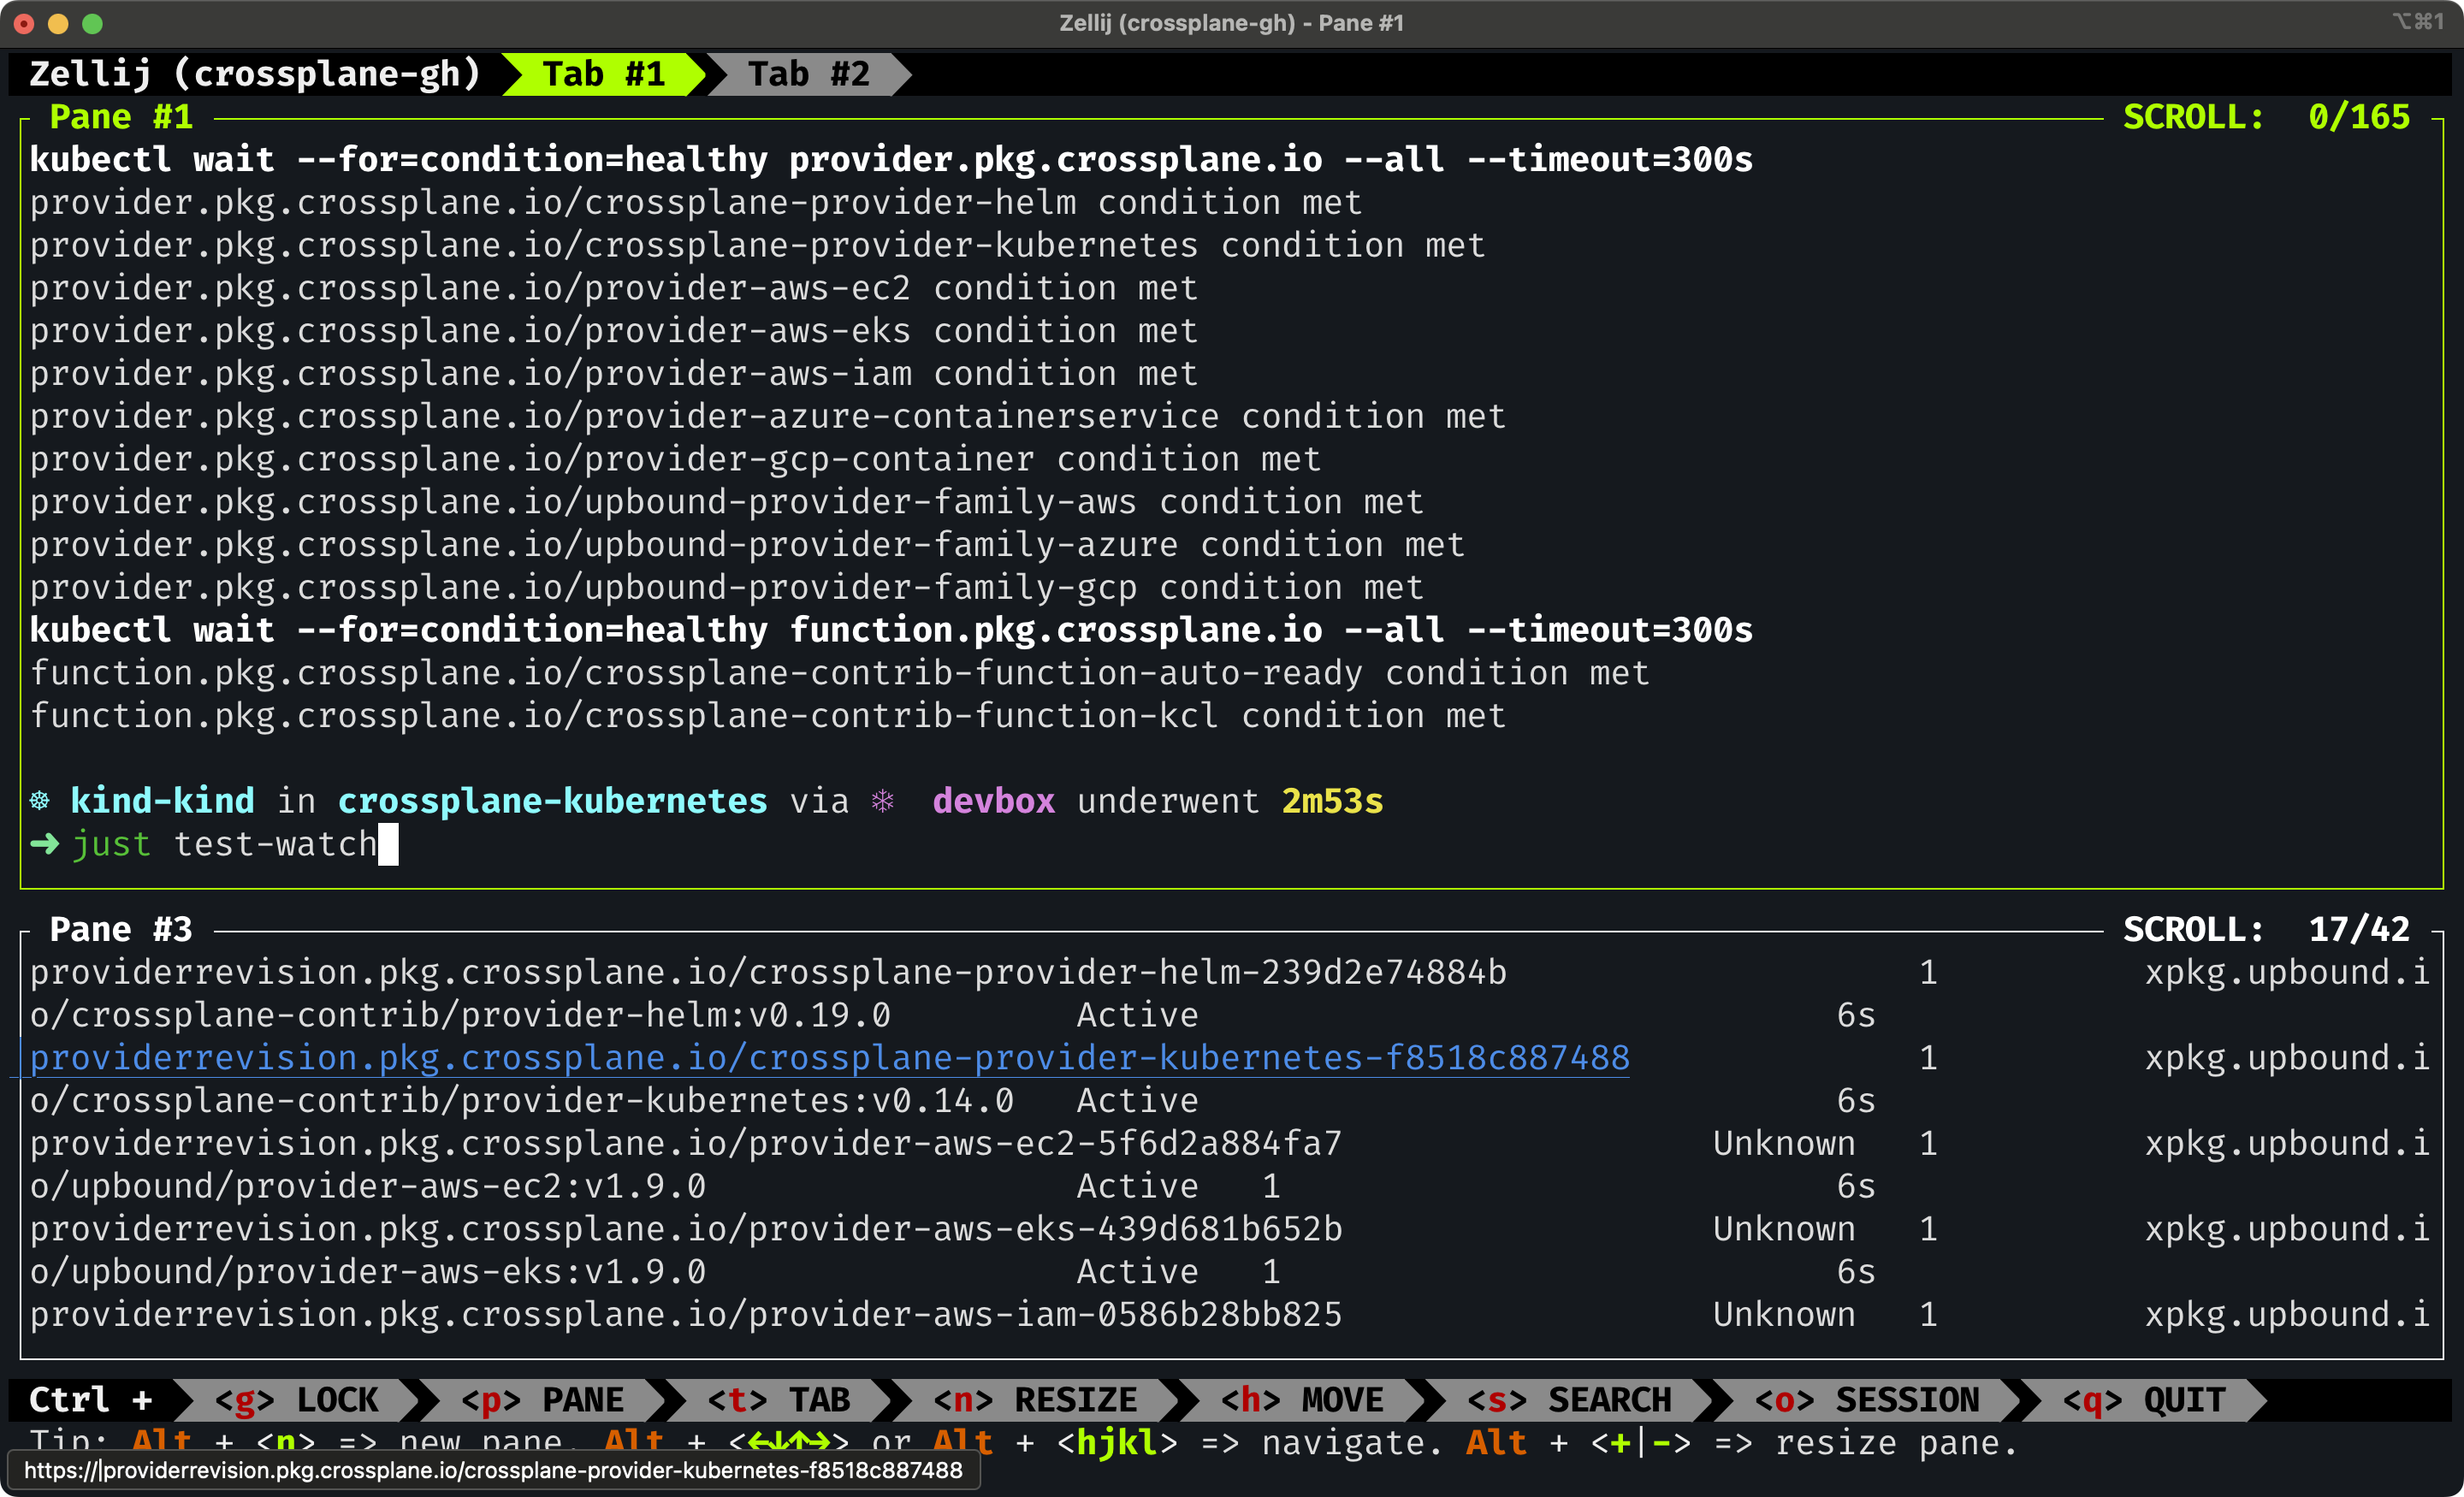 Zellij (crossplane-gh) - Pane #1
⌥⌘1
Zellij (crossplane-gh) Tab #1 Tab #2
Pane #1 SCROLL: 0/165
kubectl wait --for=condition=healthy provider.pkg.crossplane.io --all --timeout=300s
provider.pkg.crossplane.io/crossplane-provider-helm condition met
provider.pkg.crossplane.io/crossplane-provider-kubernetes condition met
provider.pkg.crossplane.io/provider-aws-ec2 condition met
provider.pkg.crossplane.io/provider-aws-eks condition met
provider.pkg.crossplane.io/provider-aws-iam condition met
provider.pkg.crossplane.io/provider-azure-containerservice condition met
provider.pkg.crossplane.io/provider-gcp-container condition met
provider.pkg.crossplane.io/upbound-provider-family-aws condition met
provider.pkg.crossplane.io/upbound-provider-family-azure condition met
provider.pkg.crossplane.io/upbound-provider-family-gcp condition met
kubectl wait --for=condition=healthy function.pkg.crossplane.io --all --timeout=300s
function.pkg.crossplane.io/crossplane-contrib-function-auto-ready condition met
function.pkg.crossplane.io/crossplane-contrib-function-kcl condition met
☸ kind-kind in crossplane-kubernetes via ❄ devbox underwent 2m53s
➜ just test-watch
Pane #3 SCROLL: 17/42
providerrevision.pkg.crossplane.io/crossplane-provider-helm-239d2e74884b 1 xpkg.upbound.i
o/crossplane-contrib/provider-helm:v0.19.0 Active 6s
providerrevision.pkg.crossplane.io/crossplane-provider-kubernetes-f8518c887488 1 xpkg.upbound.i
o/crossplane-contrib/provider-kubernetes:v0.14.0 Active 6s
providerrevision.pkg.crossplane.io/provider-aws-ec2-5f6d2a884fa7 Unknown 1 xpkg.upbound.i
o/upbound/provider-aws-ec2:v1.9.0 Active 1 6s
providerrevision.pkg.crossplane.io/provider-aws-eks-439d681b652b Unknown 1 xpkg.upbound.i
o/upbound/provider-aws-eks:v1.9.0 Active 1 6s
providerrevision.pkg.crossplane.io/provider-aws-iam-0586b28bb825 Unknown 1 xpkg.upbound.i
Ctrl + <g> LOCK <p> PANE <t> TAB <n> RESIZE <h> MOVE <s> SEARCH <o> SESSION <q> QUIT
Tip: Alt + <n> => new pane. Alt + <←↓↑→> or Alt + <hjkl> => navigate. Alt + <+|-> => resize pane.
https://|providerrevision.pkg.crossplane.io/crossplane-provider-kubernetes-f8518c887488